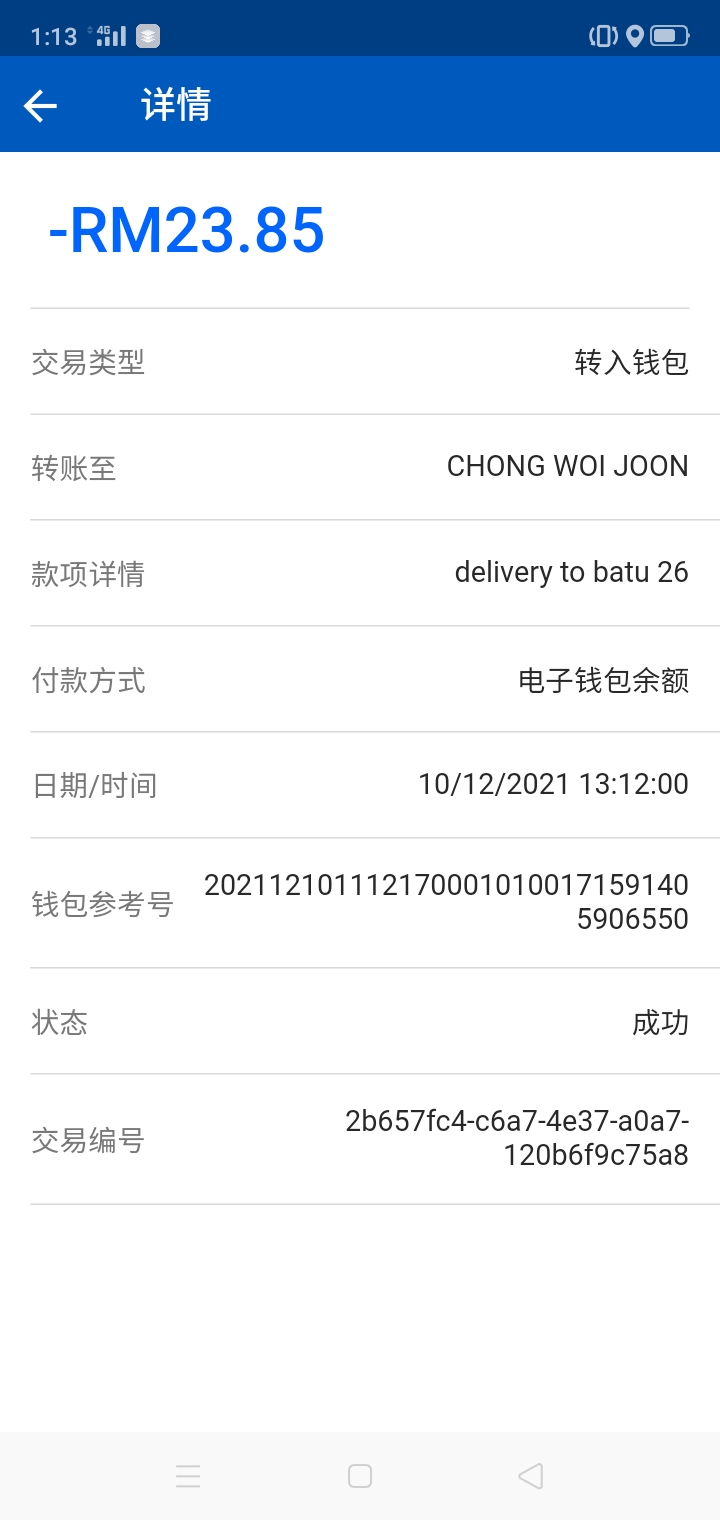 1:13 4G
详情
-RM23.85
交易类型 转入钱包
转账至 CHONG WOI JOON
款项详情 delivery to batu 26
付款方式 电子钱包余额
日期/时间 10/12/2021 13:12:00
钱包参考号 202112101112170001010017159140
5906550
状态 成功
交易编号 2b657fc4-c6a7-4e37-a0a7-
120b6f9c75a8